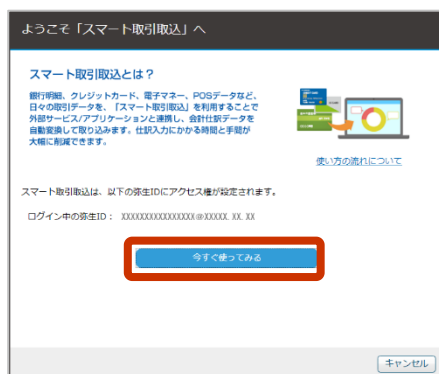 ようこそ「スマート取引取込」へ
スマート取引取込とは？
銀行明細、クレジットカード、電子マネー、POSデータなど、
日々の取引データを、「スマート取引取込」を利用することで
外部サービス/アプリケーションと連携し、会計仕訳データを
自動変換して取り込みます。仕訳入力にかかる時間と手間が
大幅に削減できます。
使い方の流れについて
スマート取引取込は、以下の弥生IDにアクセス権が設定されます。
ログイン中の弥生ID： XXXXXXXXXXXXXXXX@XXXXX.XX.XX
今すぐ使ってみる
キャンセル